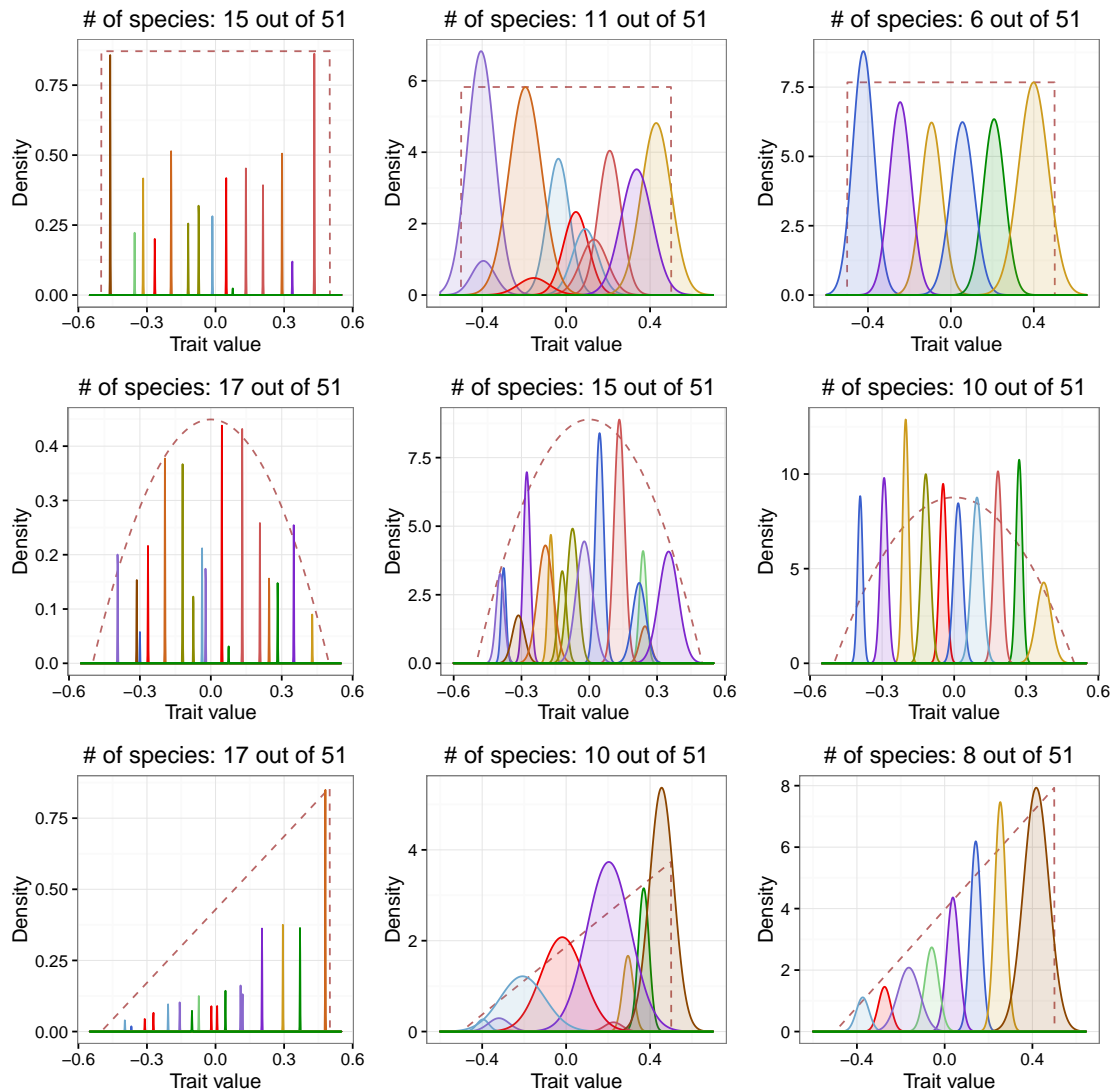 # of species: 15 out of 51
# of species: 11 out of 51
# of species: 6 out of 51
Density
0.75
0.50
0.25
0.00
−0.6
−0.3
0.0
0.3
0.6
Trait value
Density
6
4
2
0
−0.4
0.0
0.4
Trait value
Density
7.5
5.0
2.5
0.0
−0.4
0.0
0.4
Trait value
# of species: 17 out of 51
# of species: 15 out of 51
# of species: 10 out of 51
Density
0.4
0.3
0.2
0.1
0.0
−0.6
−0.3
0.0
0.3
0.6
Trait value
Density
7.5
5.0
2.5
0.0
−0.6
−0.3
0.0
0.3
0.6
Trait value
Density
10
5
0
−0.6
−0.3
0.0
0.3
0.6
Trait value
# of species: 17 out of 51
# of species: 10 out of 51
# of species: 8 out of 51
Density
0.75
0.50
0.25
0.00
−0.6
−0.3
0.0
0.3
0.6
Trait value
Density
4
2
0
−0.4
0.0
0.4
Trait value
Density
8
6
4
2
0
−0.4
0.0
0.4
Trait value